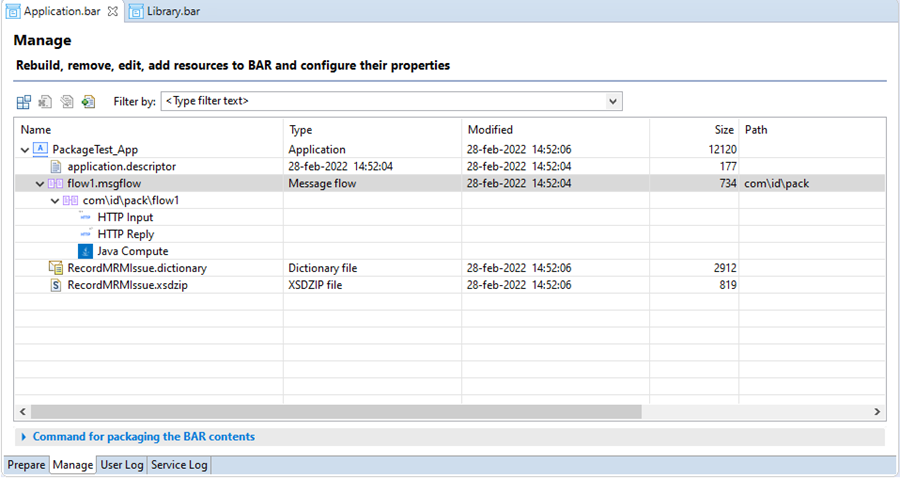 Application.bar Library.bar
Manage
Rebuild, remove, edit, add resources to BAR and configure their properties
Filter by: <Type filter text>
Name Type Modified Size Path
A PackageTest_App Application 28-feb-2022 14:52:06 12120
application.descriptor 28-feb-2022 14:52:04 28-feb-2022 14:52:04 177
flow1.msgflow Message flow 28-feb-2022 14:52:04 734 com\id\pack
com\id\pack\flow1
HTTP Input
HTTP Reply
Java Compute
RecordMRMIssue.dictionary Dictionary file 28-feb-2022 14:52:06 2912
S RecordMRMIssue.xsdzip XSDZIP file 28-feb-2022 14:52:06 819
Command for packaging the BAR contents
Prepare Manage User Log Service Log